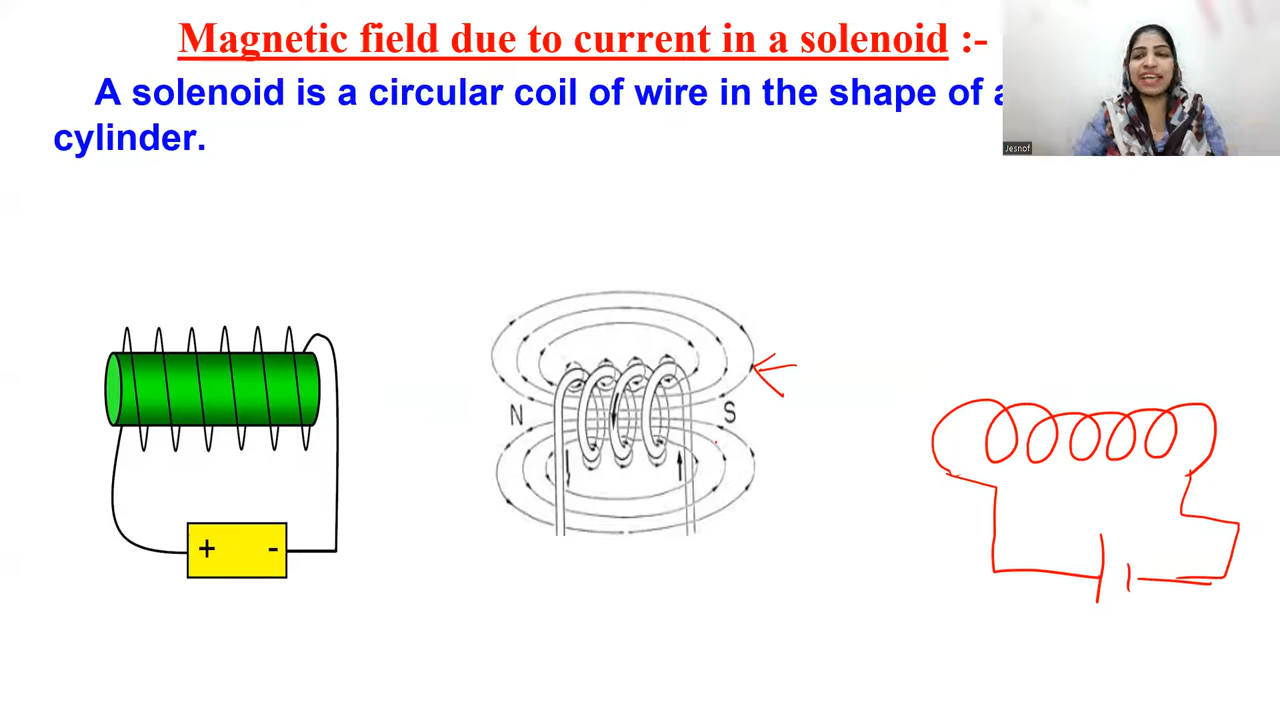 Magnetic field due to current in a solenoid :-
A solenoid is a circular coil of wire in the shape of a
cylinder.
Jesnof
N
S
+ -